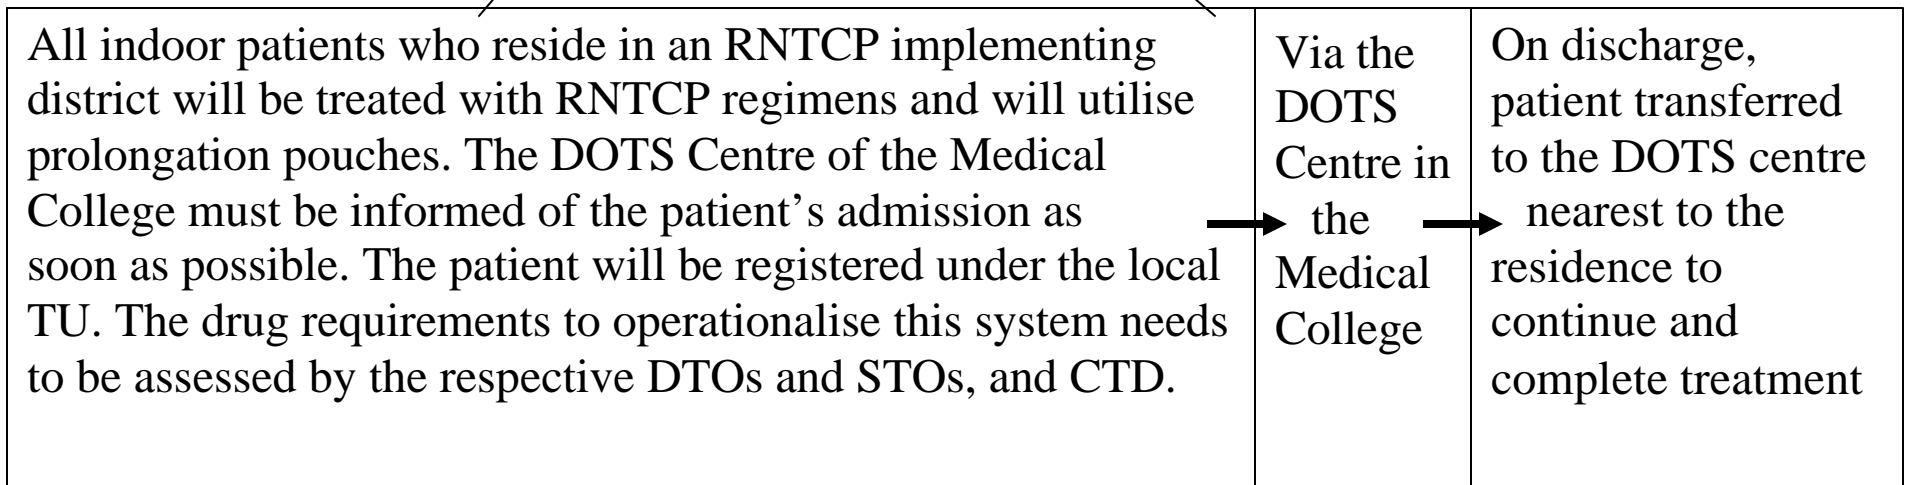 All indoor patients who reside in an RNTCP implementing
district will be treated with RNTCP regimens and will utilise
prolongation pouches. The DOTS Centre of the Medical
College must be informed of the patient’s admission as
soon as possible. The patient will be registered under the local
TU. The drug requirements to operationalise this system needs
to be assessed by the respective DTOs and STOs, and CTD.
Via the
DOTS
Centre in
the
Medical
College
On discharge,
patient transferred
to the DOTS centre
nearest to the
residence to
continue and
complete treatment